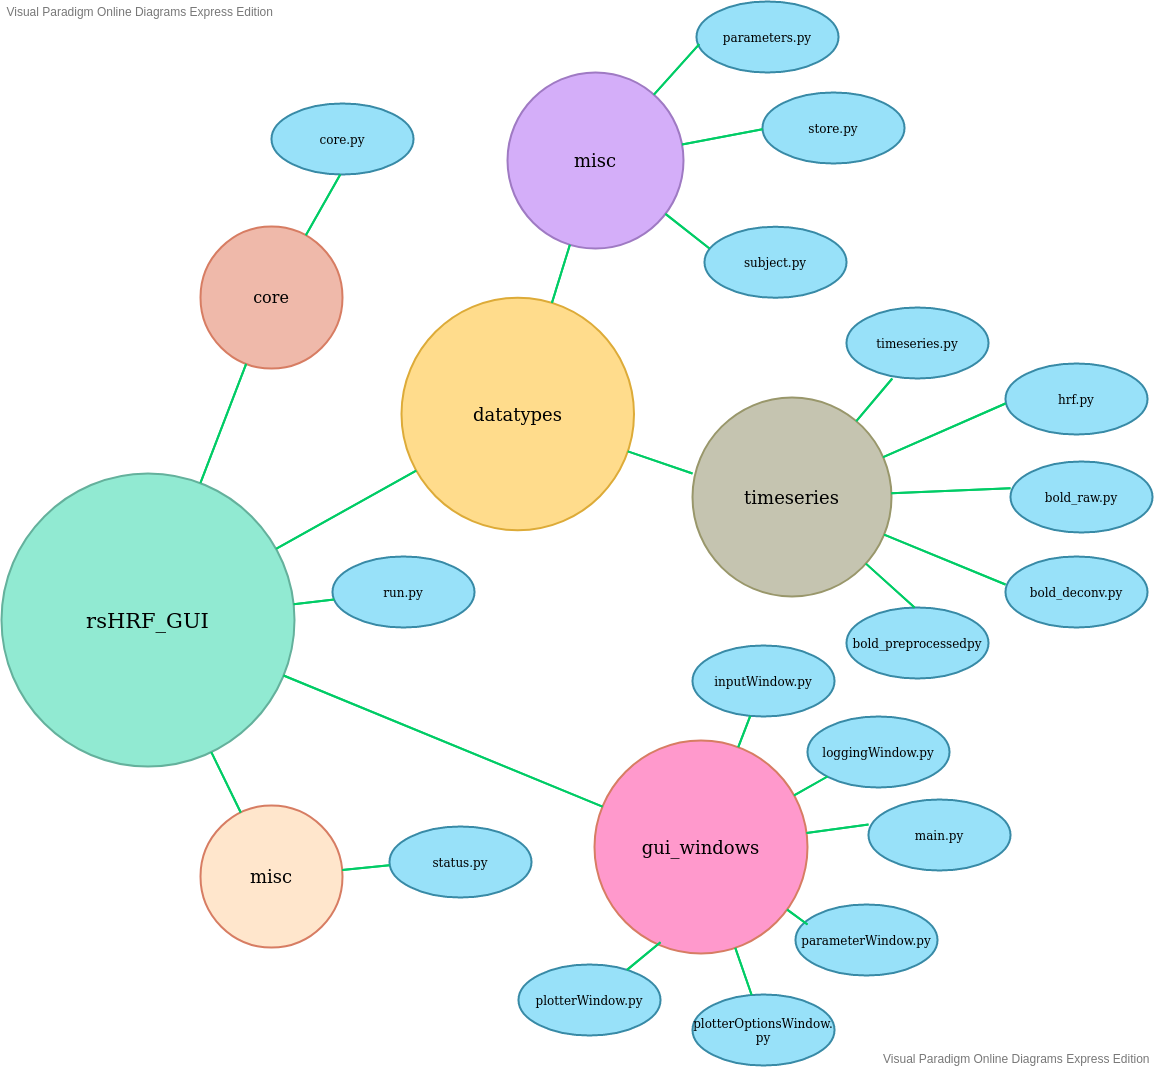 Visual Paradigm Online Diagrams Express Edition
parameters.py
store.py
core.py
misc
subject.py
core
timeseries.py
hrf.py
datatypes
timeseries
bold_raw.py
run.py
bold_deconv.py
rsHRF_GUI
bold_preprocessedpy
inputWindow.py
loggingWindow.py
main.py
gui_windows
misc
status.py
parameterWindow.py
plotterWindow.py
plotterOptionsWindow.
py
Visual Paradigm Online Diagrams Express Edition